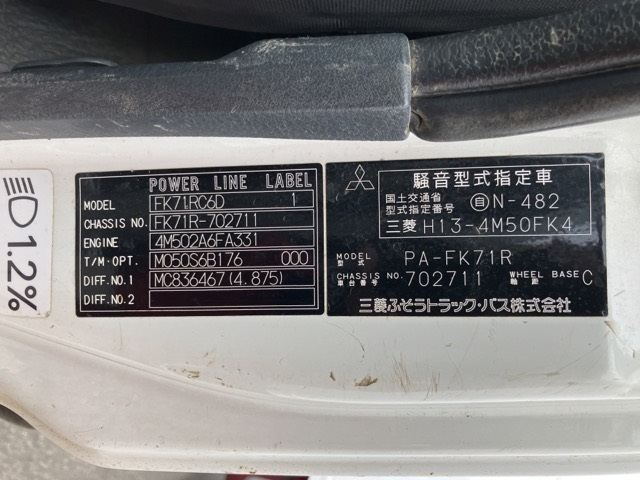 1.2%
POWER LINE LABEL
MODEL FK71RC6D 1
CHASSIS NO. FK71R-702711
ENGINE 4M502A6FA331
T/M·OPT. M050S6B176 000
DIFF.NO.1 MC836467(4.875)
DIFF.NO.2
騒音型式指定車
国土交通省
型式指定番号 自N-482
三菱 H13-4M50FK4
MODEL
型式 PA-FK71R
CHASSIS NO.
車台番号 702711 WHEEL BASE
軸距 C
三菱ふそうトラック・バス株式会社